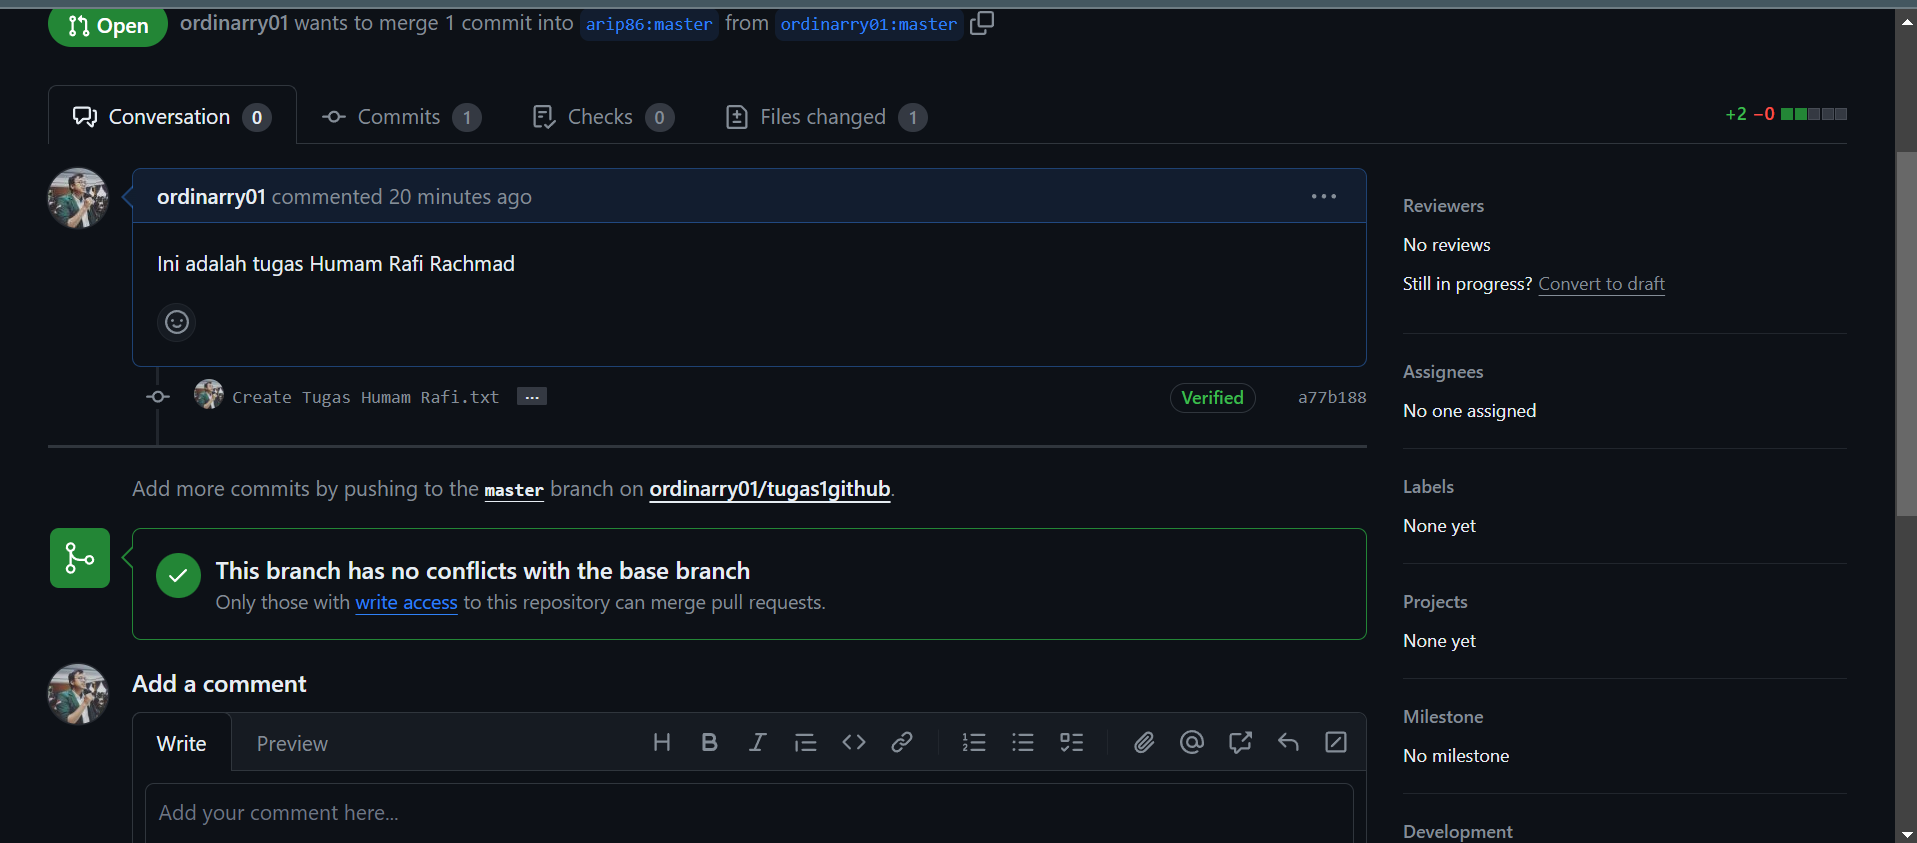 Open ordinarry01 wants to merge 1 commit into arip86:master from ordinarry01:master
Conversation 0 Commits 1 Checks 0 Files changed 1 +2 −0
ordinarry01 commented 20 minutes ago
Ini adalah tugas Humam Rafi Rachmad
Create Tugas Humam Rafi.txt ... Verified a77b188
Add more commits by pushing to the master branch on ordinarry01/tugas1github.
This branch has no conflicts with the base branch
Only those with write access to this repository can merge pull requests.
Add a comment
Write Preview
Add your comment here...
Reviewers
No reviews
Still in progress? Convert to draft
Assignees
No one assigned
Labels
None yet
Projects
None yet
Milestone
No milestone
Development